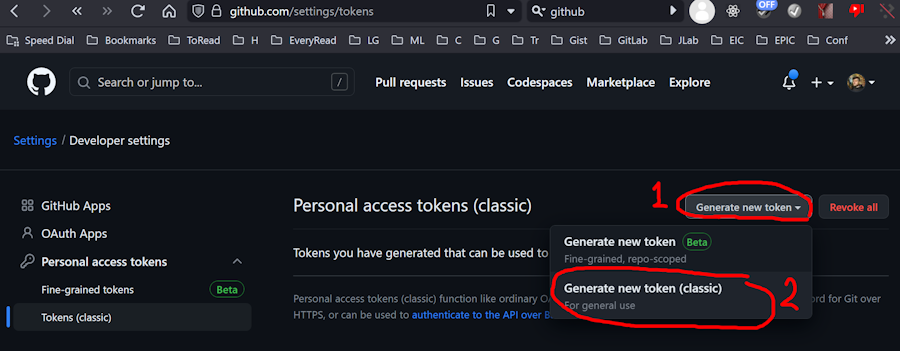 github.com/settings/tokens
github
OFF
Speed Dial
Bookmarks
ToRead
H
EveryRead
LG
ML
C
G
Tr
Gist
GitLab
JLab
EIC
EPIC
Conf
Search or jump to...
/
Pull requests
Issues
Codespaces
Marketplace
Explore
Settings / Developer settings
GitHub Apps
OAuth Apps
Personal access tokens
Fine-grained tokens Beta
Tokens (classic)
Personal access tokens (classic)
1
Generate new token
Revoke all
Generate new token Beta
Fine-grained, repo-scoped
Generate new token (classic)
For general use
2
Tokens you have generated that can be used to
Personal access tokens (classic) function like ordinary for Git over
HTTPS, or can be used to authenticate to the API over